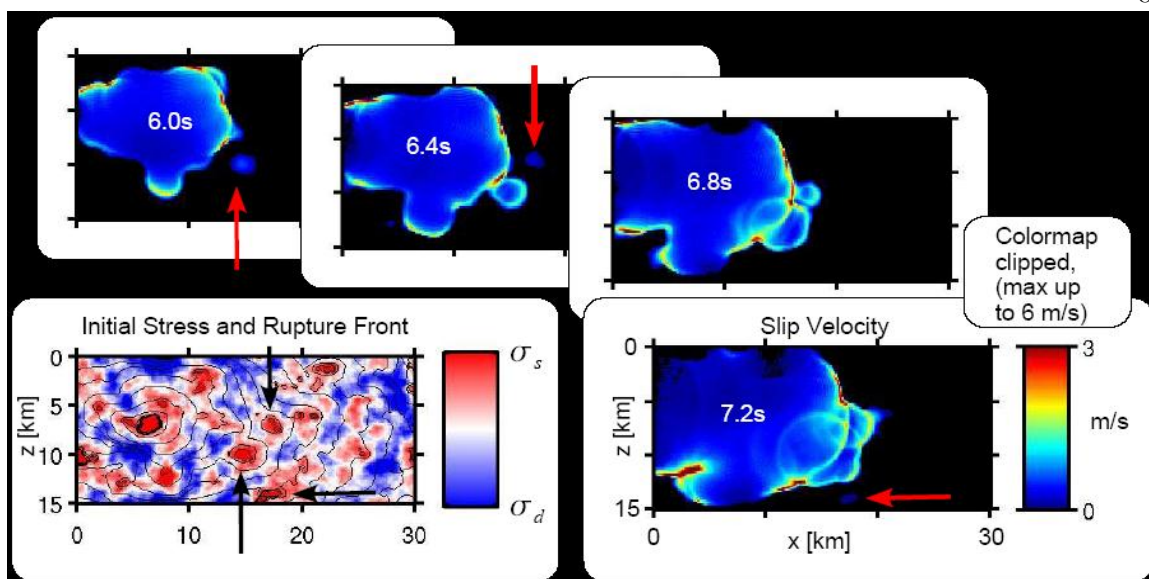 6.0s
6.4s
6.8s
Colormap
clipped,
(max up
to 6 m/s)
Initial Stress and Rupture Front
0
5
10
15
z [km]
0
10
20
30
σs
σd
Slip Velocity
0
15
z [km]
7.2s
0
30
x [km]
3
m/s
0